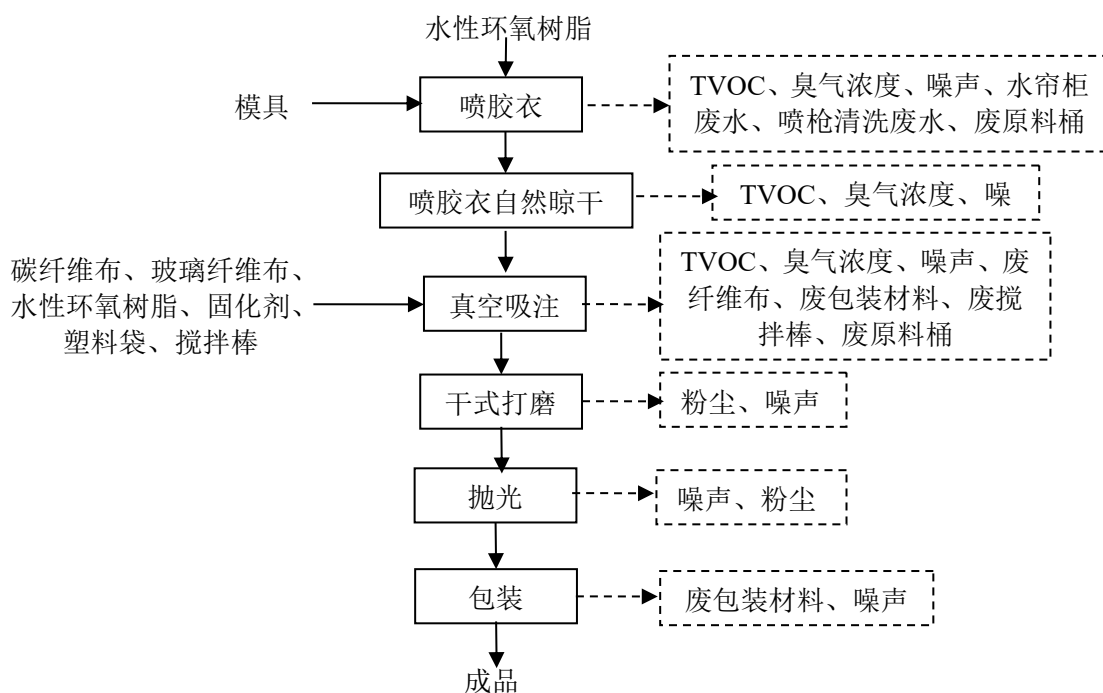 水性环氧树脂
模具
喷胶衣
TVOC、臭气浓度、噪声、水帘柜
废水、喷枪清洗废水、废原料桶
喷胶衣自然晾干
TVOC、臭气浓度、噪
碳纤维布、玻璃纤维布、
水性环氧树脂、固化剂、
塑料袋、搅拌棒
真空吸注
TVOC、臭气浓度、噪声、废
纤维布、废包装材料、废搅
拌棒、废原料桶
干式打磨
粉尘、噪声
抛光
噪声、粉尘
包装
废包装材料、噪声
成品